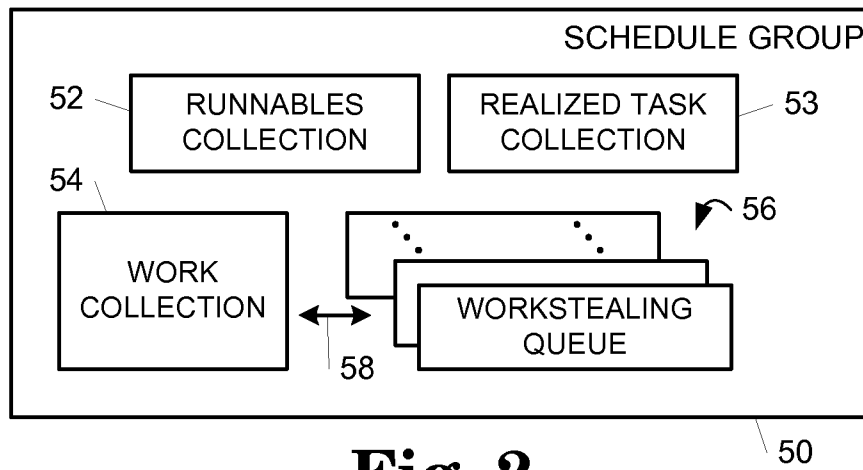 SCHEDULE GROUP
52
RUNNABLES
COLLECTION
REALIZED TASK
COLLECTION
53
54
WORK
COLLECTION
56
WORKSTEALING
QUEUE
58
50